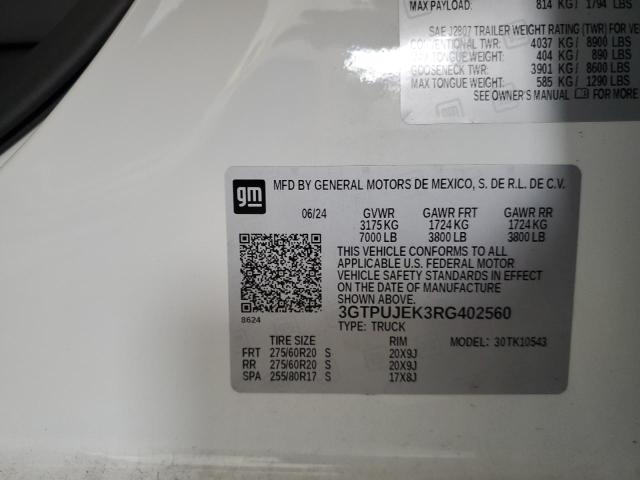 MAX PAYLOAD: 814 KG/ 1794 LBS
SAE J2807 TRAILER WEIGHT RATING (TWR) FOR VE
CONVENTIONAL TWR: 4037 KG/ 8900 LBS
TONGUE WEIGHT: 404 KG/ 890 LBS
GOOSENECK TWR: 3901 KG/ 8600 LBS
MAX TONGUE WEIGHT: 585 KG/ 1290 LBS
SEE OWNER'S MANUAL FOR MORE
gm MFD BY GENERAL MOTORS DE MEXICO, S. DE R.L. DE C.V.
06/24 GVWR GAWR FRT GAWR RR
3175 KG 1724 KG 1724 KG
7000 LB 3800 LB 3800 LB
THIS VEHICLE CONFORMS TO ALL
APPLICABLE U.S. FEDERAL MOTOR
VEHICLE SAFETY STANDARDS IN EFFECT
ON THE DATE OF MANUFACTURE
SHOWN ABOVE.
3GTPUJEK3RG402560
8624
TYPE: TRUCK
TIRE SIZE RIM MODEL: 30TK10543
FRT 275/60R20 S 20X9J
RR 275/60R20 S 20X9J
SPA 255/80R17 S 17X8J